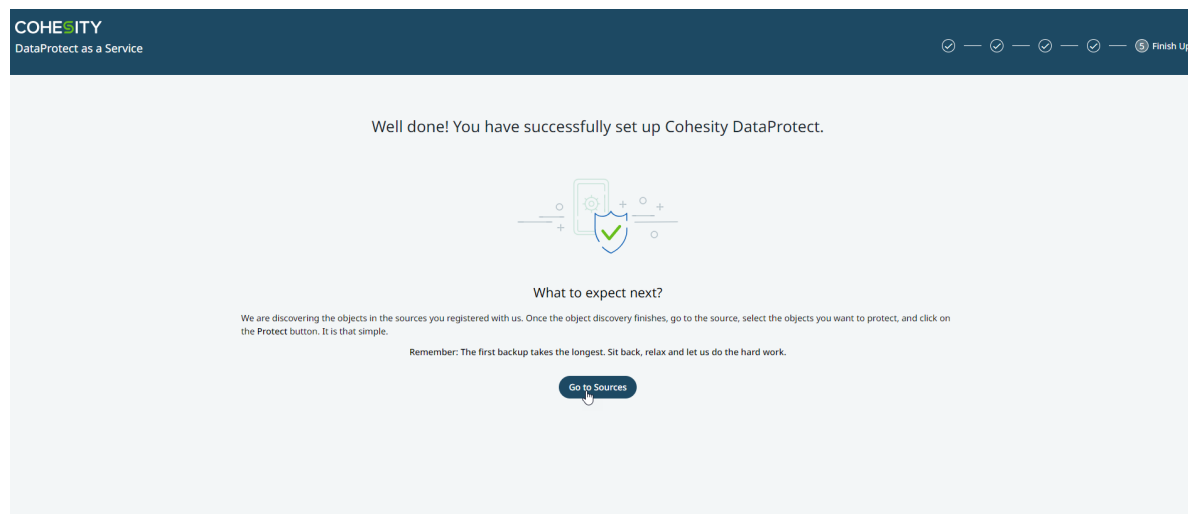 COHESITY
DataProtect as a Service
5 Finish Up
Well done! You have successfully set up Cohesity DataProtect.
What to expect next?
We are discovering the objects in the sources you registered with us. Once the object discovery finishes, go to the source, select the objects you want to protect, and click on
the Protect button. It is that simple.
Remember: The first backup takes the longest. Sit back, relax and let us do the hard work.
Go to Sources